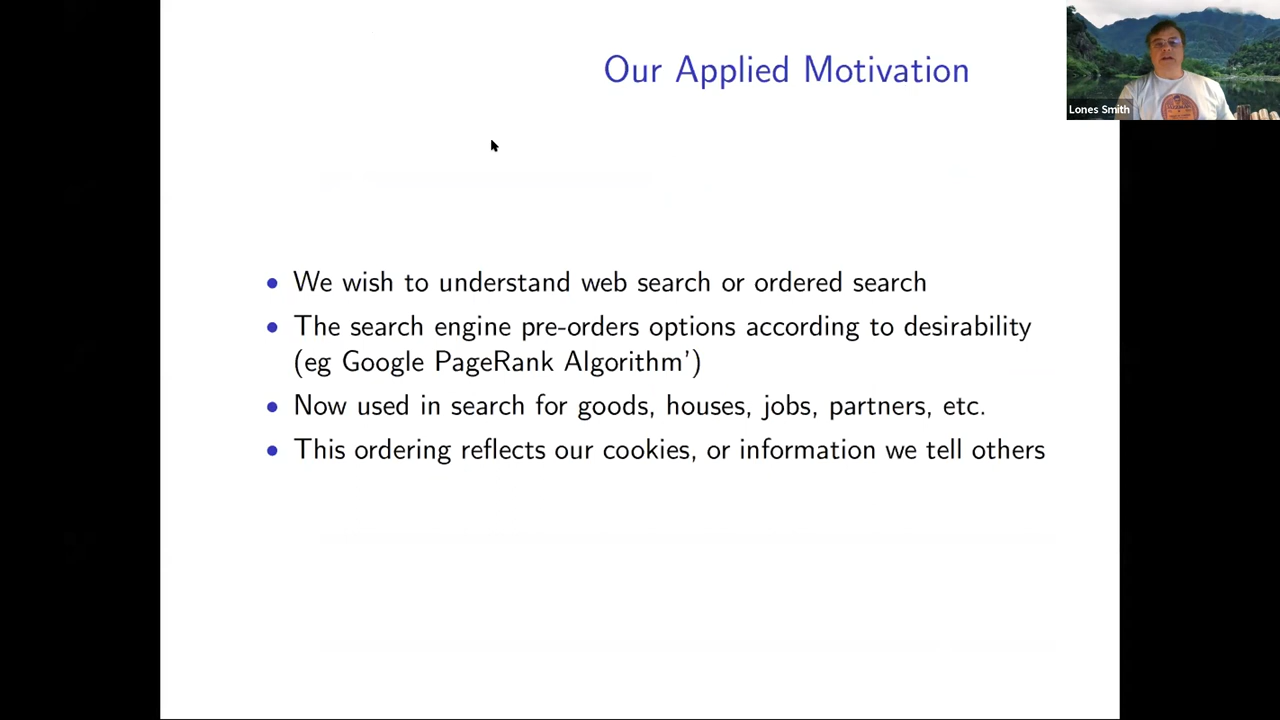 Our Applied Motivation
Lones Smith
• We wish to understand web search or ordered search
• The search engine pre-orders options according to desirability
(eg Google PageRank Algorithm’)
• Now used in search for goods, houses, jobs, partners, etc.
• This ordering reflects our cookies, or information we tell others